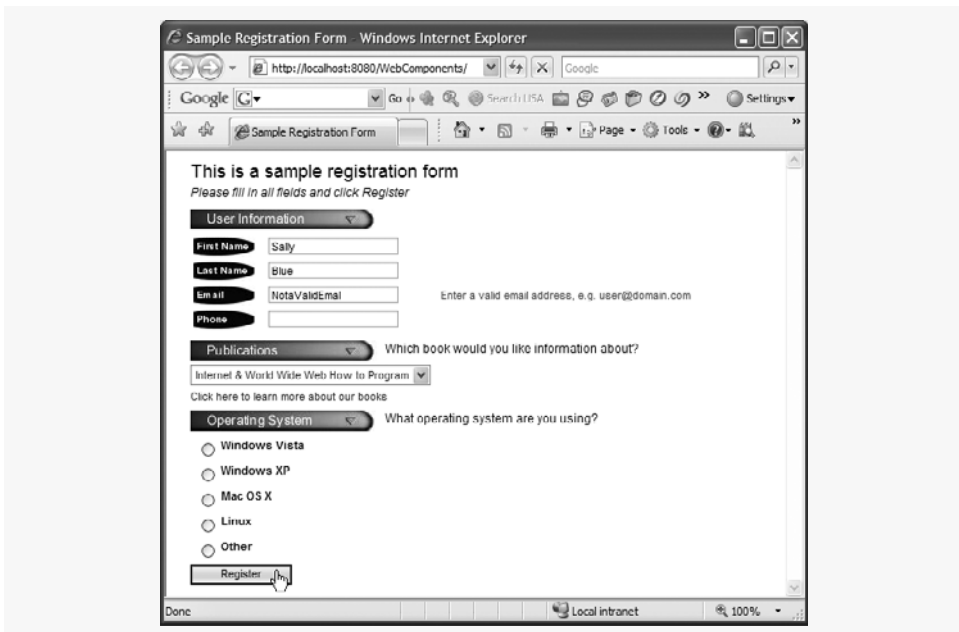 Sample Registration Form - Windows Internet Explorer
http://localhost:8080/WebComponents/
Google
Google G Go Search USA Settings
Sample Registration Form Page Tools
This is a sample registration form
Please fill in all fields and click Register
User Information
First Name Sally
Last Name Blue
Email NotaValidEmal Enter a valid email address, e.g. user@domain.com
Phone
Publications Which book would you like information about?
Internet & World Wide Web How to Program
Click here to learn more about our books
Operating System What operating system are you using?
Windows Vista
Windows XP
Mac OS X
Linux
Other
Register
Done Local intranet 100%